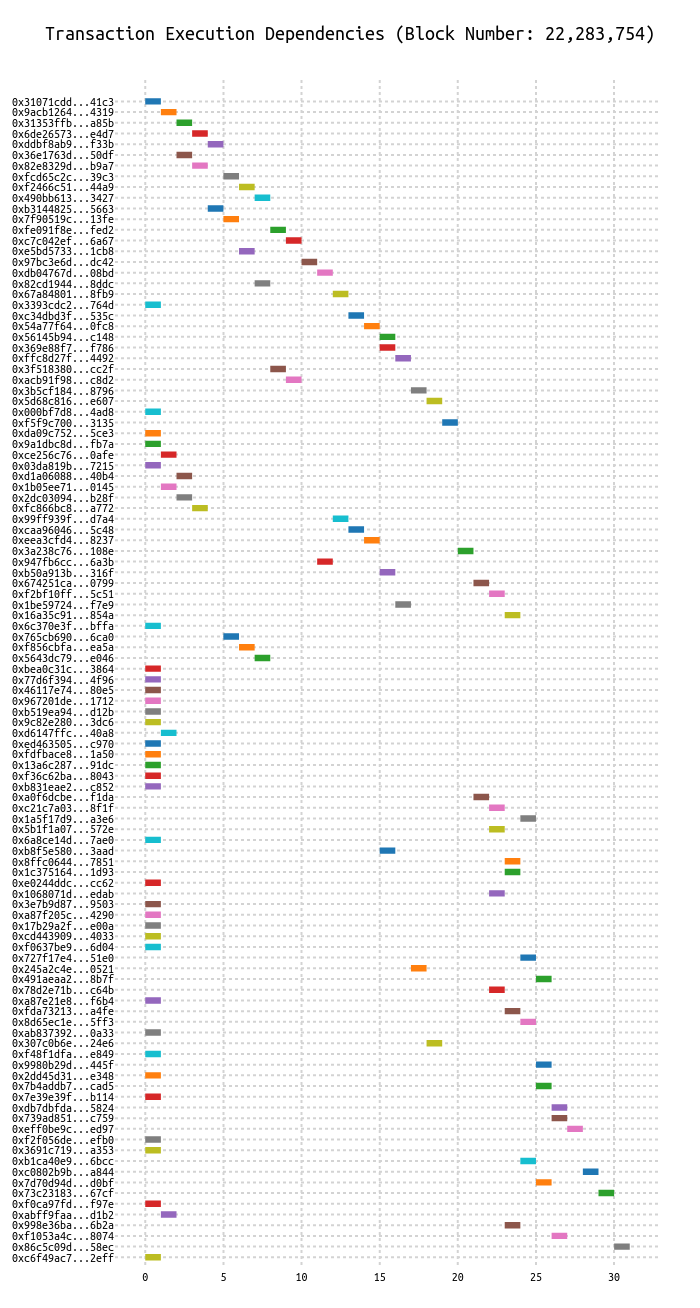 Transaction Execution Dependencies (Block Number: 22,283,754)
0x31071cdd...41c3
0x9acb1264...4319
0x31353ffb...a85b
0x6de26573...e4d7
0xddbf8ab9...f33b
0x36e1763d...50df
0x82e8329d...b9a7
0xfcd65c2c...39c3
0xf2466c51...44a9
0x490bb613...3427
0xb3144825...5663
0x7f90519c...13fe
0xfe091f8e...fed2
0xc7c042ef...6a67
0xe5bd5733...1cb8
0x97bc3e6d...dc42
0xdb04767d...08bd
0x82cd1944...8ddc
0x67a84801...8fb9
0x3393cdc2...764d
0xc34dbd3f...535c
0x54a77f64...0fc8
0x56145b94...c148
0x369e88f7...f786
0xffc8d27f...4492
0x3f518380...cc2f
0xacb91f98...c8d2
0x3b5cf184...8796
0x5d68c816...e607
0x000bf7d8...4ad8
0xf5f9c700...3135
0xda09c752...5ce3
0x9a1dbc8d...fb7a
0xce256c76...0afe
0x03da819b...7215
0xd1a06088...40b4
0x1b05ee71...0145
0x2dc03094...b28f
0xfc866bc8...a772
0x99ff939f...d7a4
0xcaa96046...5c48
0xeea3cfd4...8237
0x3a238c76...108e
0x947fb6cc...6a3b
0xb50a913b...316f
0x674251ca...0799
0xf2bf10ff...5c51
0x1be59724...f7e9
0x16a35c91...854a
0x6c370e3f...bffa
0x765cb690...6ca0
0xf856cbfa...ea5a
0x5643dc79...e046
0xbea0c31c...3864
0x77d6f394...4f96
0x46117e74...80e5
0x967201de...1712
0xb519ea94...d12b
0x9c82e280...3dc6
0xd6147ffc...40a8
0xed463505...c970
0xfdfbace8...1a50
0x13a6c287...91dc
0xf36c62ba...8043
0xb831eae2...c852
0xa0f6dcbe...f1da
0xc21c7a03...8f1f
0x1a5f17d9...a3e6
0x5b1f1a07...572e
0x6a8ce14d...7ae0
0xb8f5e580...3aad
0x8ffc0644...7851
0x1c375164...1d93
0xe0244ddc...cc62
0x1068071d...edab
0x3e7b9d87...9503
0xa87f205c...4290
0x17b29a2f...e00a
0xcd443909...4033
0xf0637be9...6d04
0x727f17e4...51e0
0x245a2c4e...0521
0x491aeaa2...8b7f
0x78d2e71b...c64b
0xa87e21e8...f6b4
0xfda73213...a4fe
0x8d65ec1e...5ff3
0xab837392...0a33
0x307c0b6e...24e6
0xf48f1dfa...e849
0x9980b29d...445f
0x2dd45d31...e348
0x7b4addb7...cad5
0x7e39e39f...b114
0xdb7dbfda...5824
0x739ad851...c759
0xeff0be9c...ed97
0xf2f056de...efb0
0x3691c719...a353
0xb1ca40e9...6bcc
0xc0802b9b...a844
0x7d70d94d...d0bf
0x73c23183...67cf
0xf0ca97fd...f97e
0xabff9faa...d1b2
0x998e36ba...6b2a
0xf1053a4c...8074
0x86c5c09d...58ec
0xc6f49ac7...2eff
0 5 10 15 20 25 30